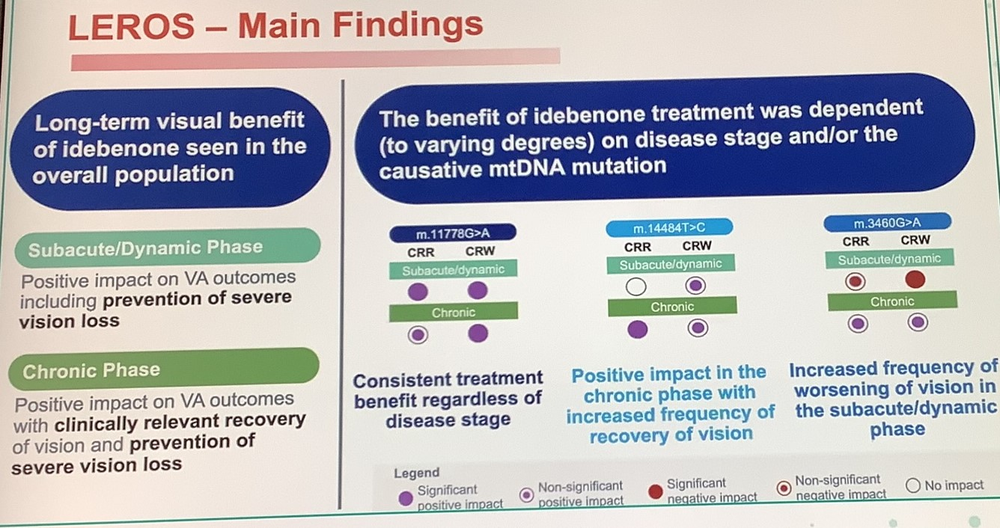 LEROS – Main Findings
Long-term visual benefit
of idebenone seen in the
overall population
Subacute/Dynamic Phase
Positive impact on VA outcomes
including prevention of severe
vision loss
Chronic Phase
Positive impact on VA outcomes
with clinically relevant recovery
of vision and prevention of
severe vision loss
The benefit of idebenone treatment was dependent
(to varying degrees) on disease stage and/or the
causative mtDNA mutation
m.11778G>A
CRR CRW
Subacute/dynamic
Chronic
Consistent treatment
benefit regardless of
disease stage
m.14484T>C
CRR CRW
Subacute/dynamic
Chronic
Positive impact in the
chronic phase with
increased frequency of
recovery of vision
m.3460G>A
CRR CRW
Subacute/dynamic
Chronic
Increased frequency of
worsening of vision in
the subacute/dynamic
phase
Legend
Significant
positive impact
Non-significant
positive impact
Significant
negative impact
Non-significant
negative impact
No impact